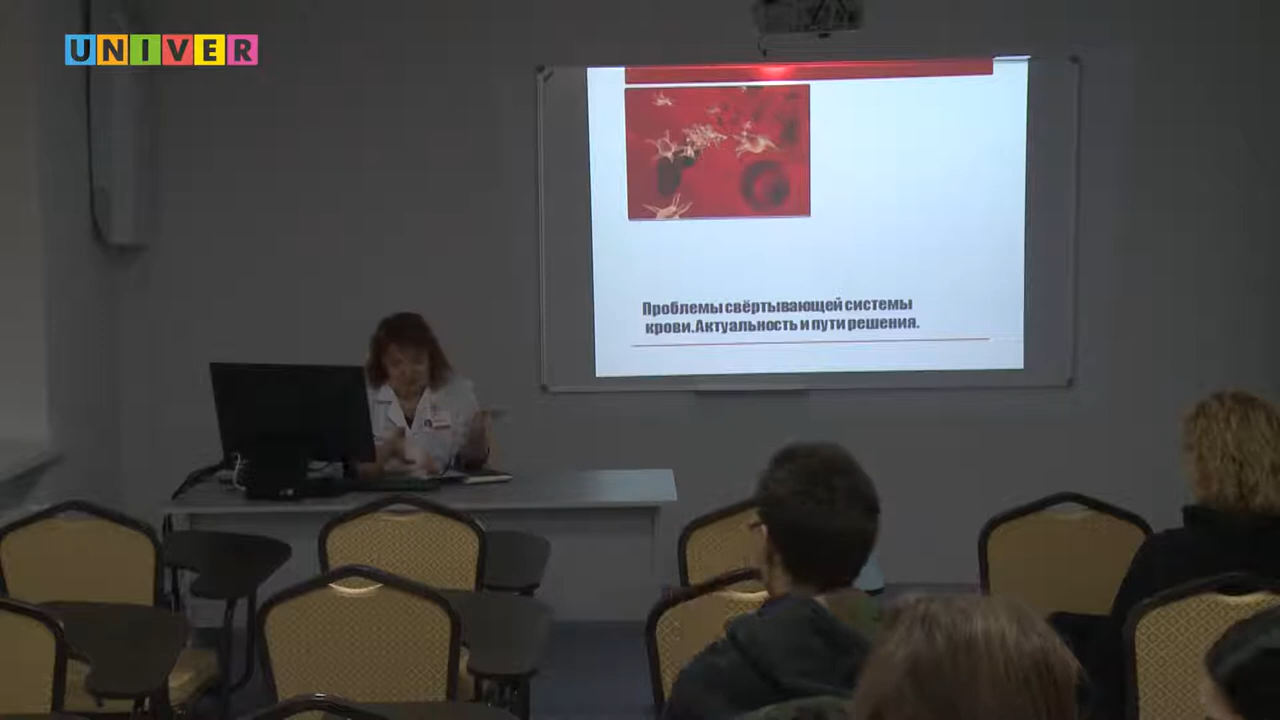 UNIVER
Проблемы свёртывающей системы
крови.Актуальность и пути решения.